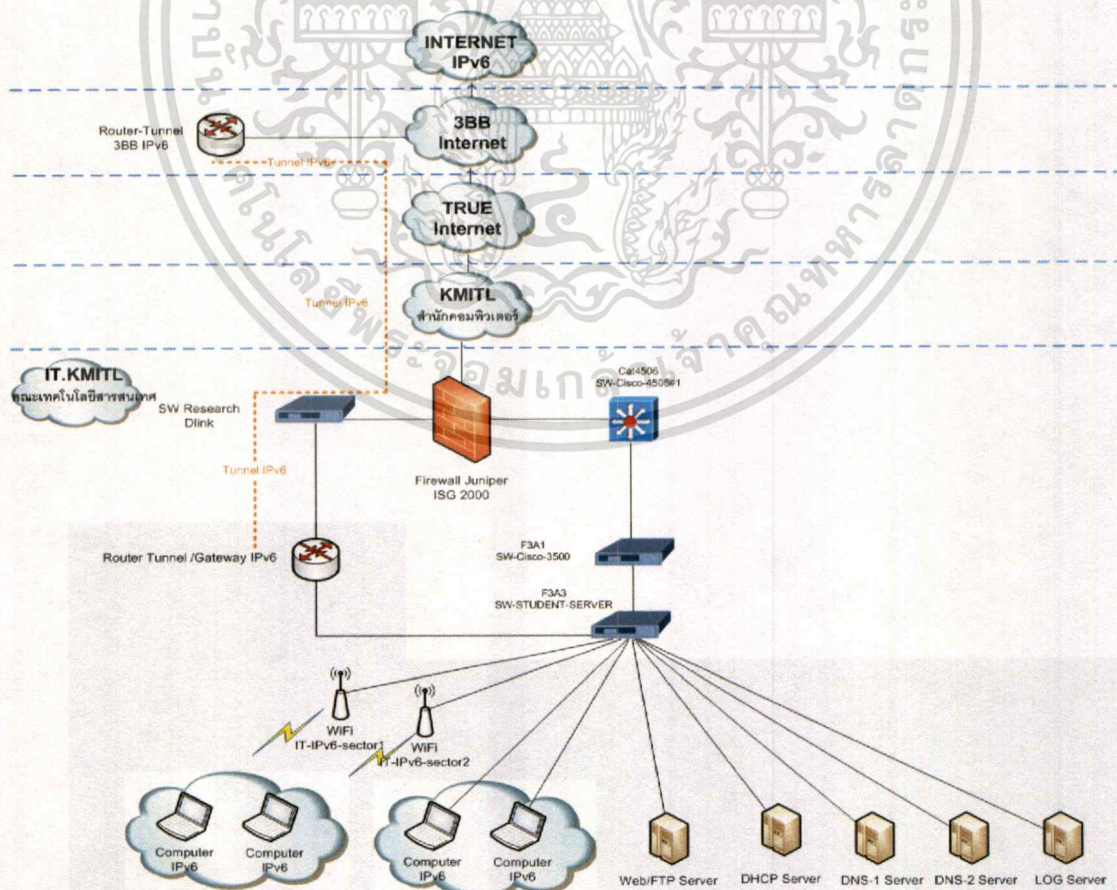 INTERNET
IPv6
Router-Tunnel
3BB IPv6
3BB
Internet
Tunnel IPv6
TRUE
Internet
Tunnel IPv6
KMITL
สำนักคอมพิวเตอร์
IT.KMITL
คณะเทคโนโลยีสารสนเทศ
SW Research
Dlink
Cat4506
SW-Cisco-4506#1
Tunnel IPv6
Firewall Juniper
ISG 2000
Router Tunnel /Gateway IPv6
F3A1
SW-Cisco-3500
F3A3
SW-STUDENT-SERVER
WiFi
IT-IPv6-sector1
WiFi
IT-IPv6-sector2
Computer
IPv6
Computer
IPv6
Computer
IPv6
Computer
IPv6
Web/FTP Server
DHCP Server
DNS-1 Server
DNS-2 Server
LOG Server